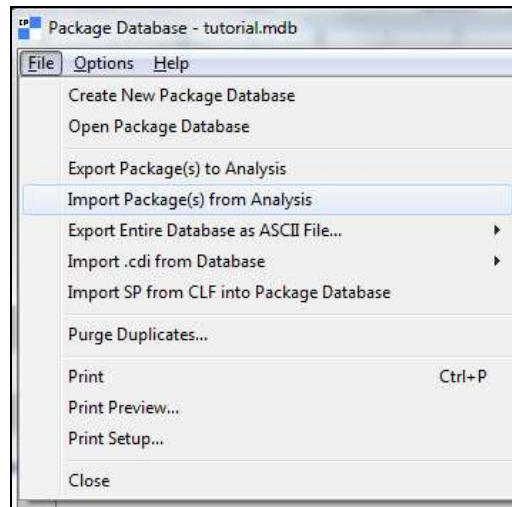 CP
Package Database - tutorial.mdb
File Options Help
Create New Package Database
Open Package Database
Export Package(s) to Analysis
Import Package(s) from Analysis
Export Entire Database as ASCII File...
Import .cdi from Database
Import SP from CLF into Package Database
Purge Duplicates...
Print Ctrl+P
Print Preview...
Print Setup...
Close